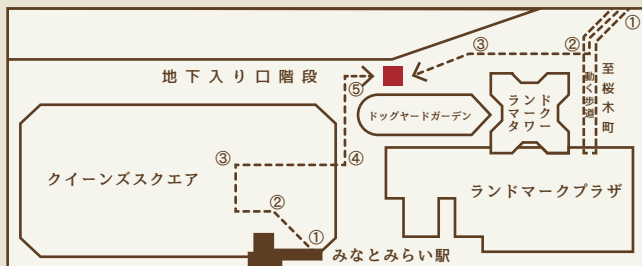 ①
②
③
至桜木町
動く歩道
地下入り口階段
⑤
ランド
マーク
タワー
ドッグヤードガーデン
③
④
クイーンズスクエア
ランドマークプラザ
②
①
みなとみらい駅